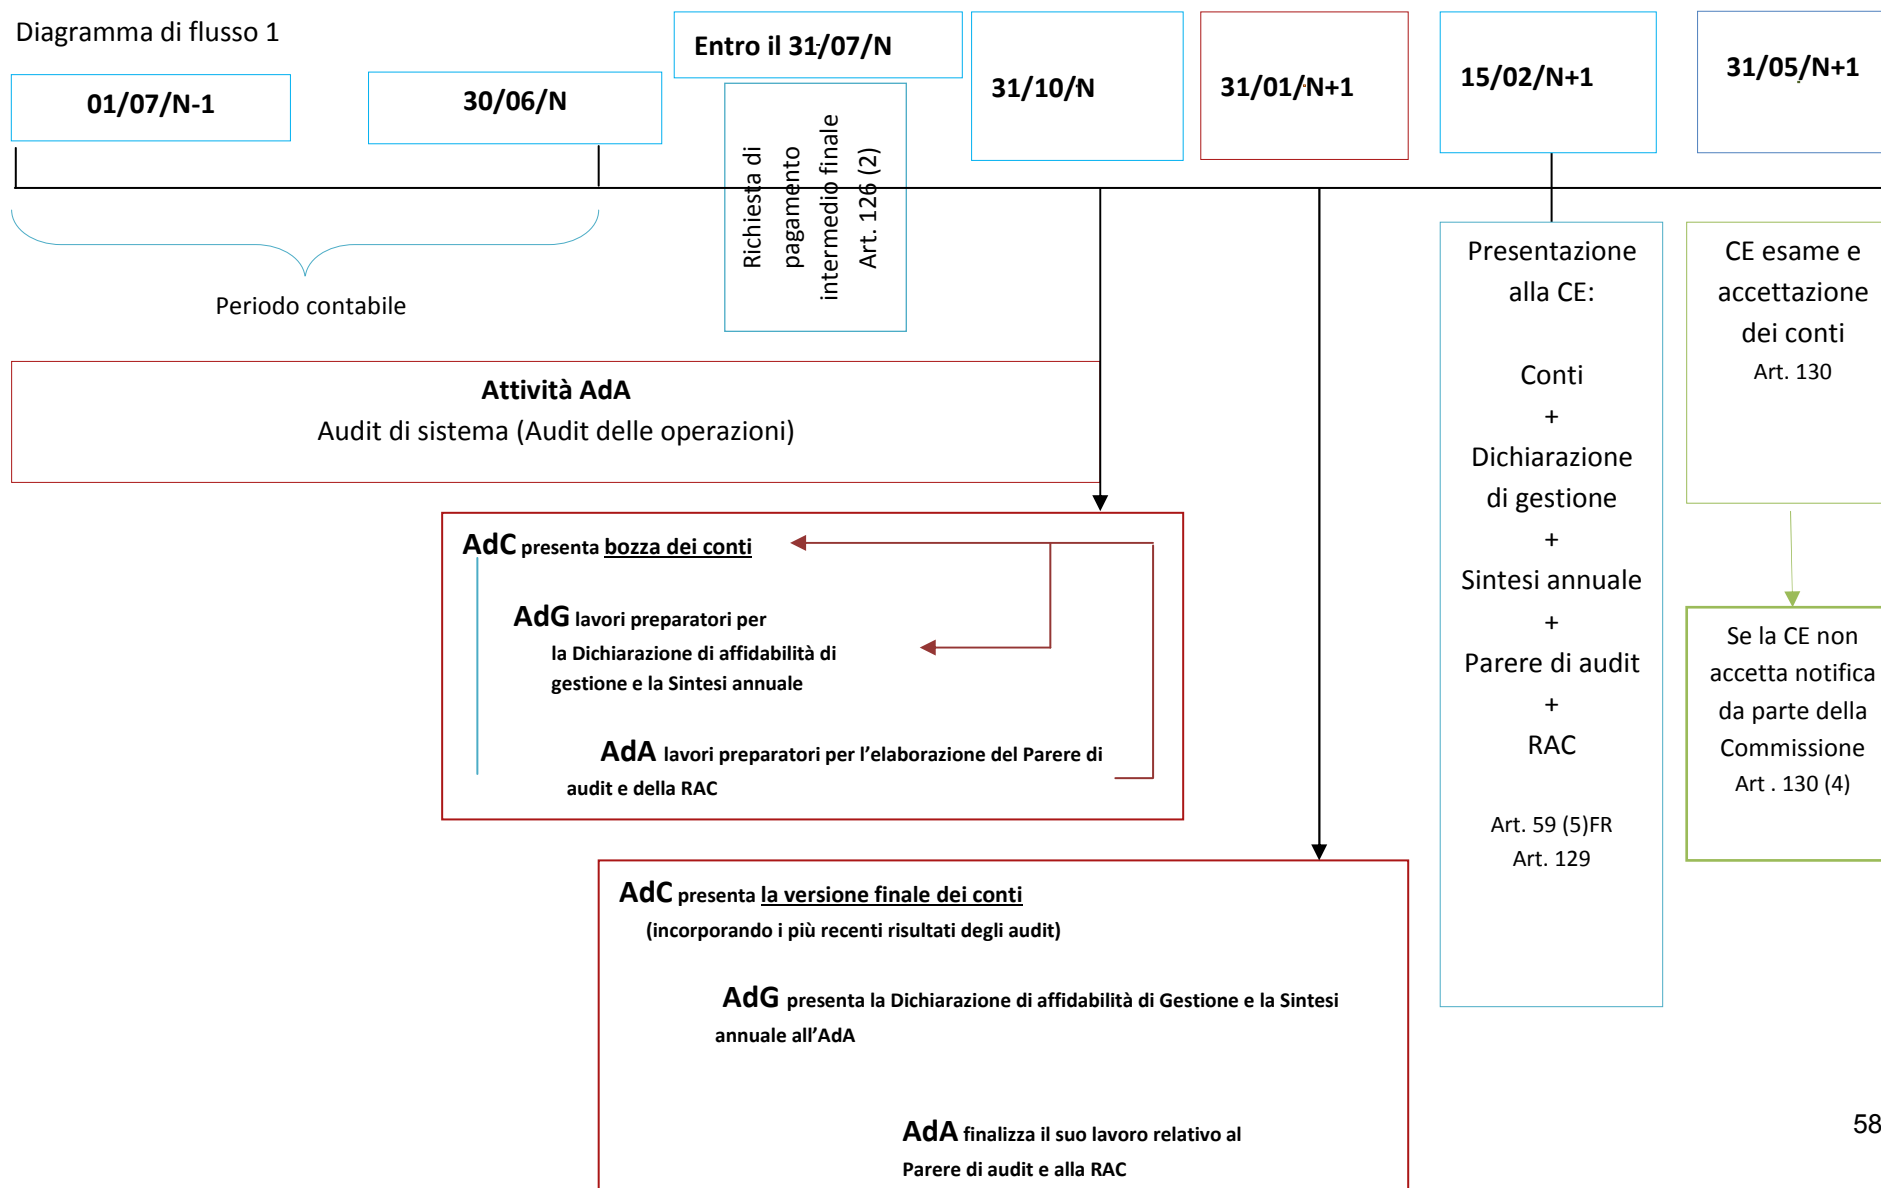 Diagramma di flusso 1
01/07/N-1
30/06/N
Entro il 31/07/N
31/10/N
31/01/N+1
15/02/N+1
31/05/N+1
Richiesta di
pagamento
intermedio finale
Art. 126 (2)
Periodo contabile
Attività AdA
Audit di sistema (Audit delle operazioni)
AdC presenta bozza dei conti
AdG lavori preparatori per
la Dichiarazione di affidabilità di
gestione e la Sintesi annuale
AdA lavori preparatori per l’elaborazione del Parere di
audit e della RAC
AdC presenta la versione finale dei conti
(incorporando i più recenti risultati degli audit)
AdG presenta la Dichiarazione di affidabilità di Gestione e la Sintesi
annuale all’AdA
AdA finalizza il suo lavoro relativo al
Parere di audit e alla RAC
Presentazione
alla CE:
Conti
+
Dichiarazione
di gestione
+
Sintesi annuale
+
Parere di audit
+
RAC
Art. 59 (5)FR
Art. 129
CE esame e
accettazione
dei conti
Art. 130
Se la CE non
accetta notifica
da parte della
Commissione
Art . 130 (4)
58